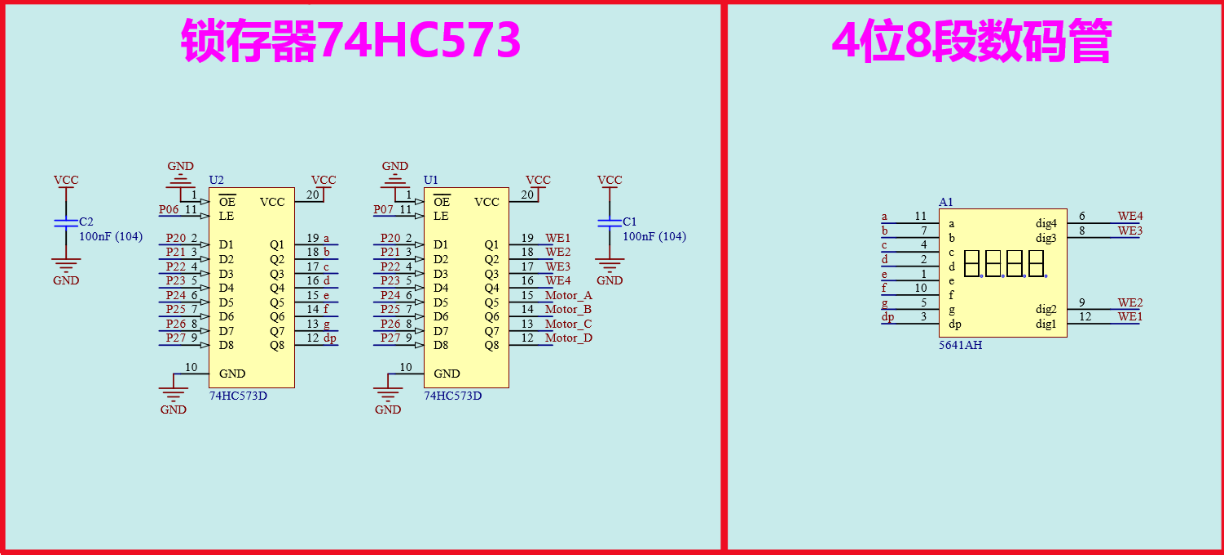 锁存器74HC573
4位8段数码管
GND
VCC
U2
VCC
1
OE
VCC
20
P06 11
LE
C2
100nF (104)
GND
P20 2 D1 Q1 19 a
P21 3 D2 Q2 18 b
P22 4 D3 Q3 17 c
P23 5 D4 Q4 16 d
P24 6 D5 Q5 15 e
P25 7 D6 Q6 14 f
P26 8 D7 Q7 13 g
P27 9 D8 Q8 12 dp
10
GND
GND
74HC573D
GND
U1
VCC
VCC
1
OE
VCC
20
P07 11
LE
C1
100nF (104)
GND
P20 2 D1 Q1 19 WE1
P21 3 D2 Q2 18 WE2
P22 4 D3 Q3 17 WE3
P23 5 D4 Q4 16 WE4
P24 6 D5 Q5 15 Motor_A
P25 7 D6 Q6 14 Motor_B
P26 8 D7 Q7 13 Motor_C
P27 9 D8 Q8 12 Motor_D
10
GND
GND
74HC573D
A1
a 11 a dig4 6 WE4
b 7 b dig3 8 WE3
c 4 c
d 2 d
e 1 e
f 10 f
g 5 g dig2 9 WE2
dp 3 dp dig1 12 WE1
5641AH